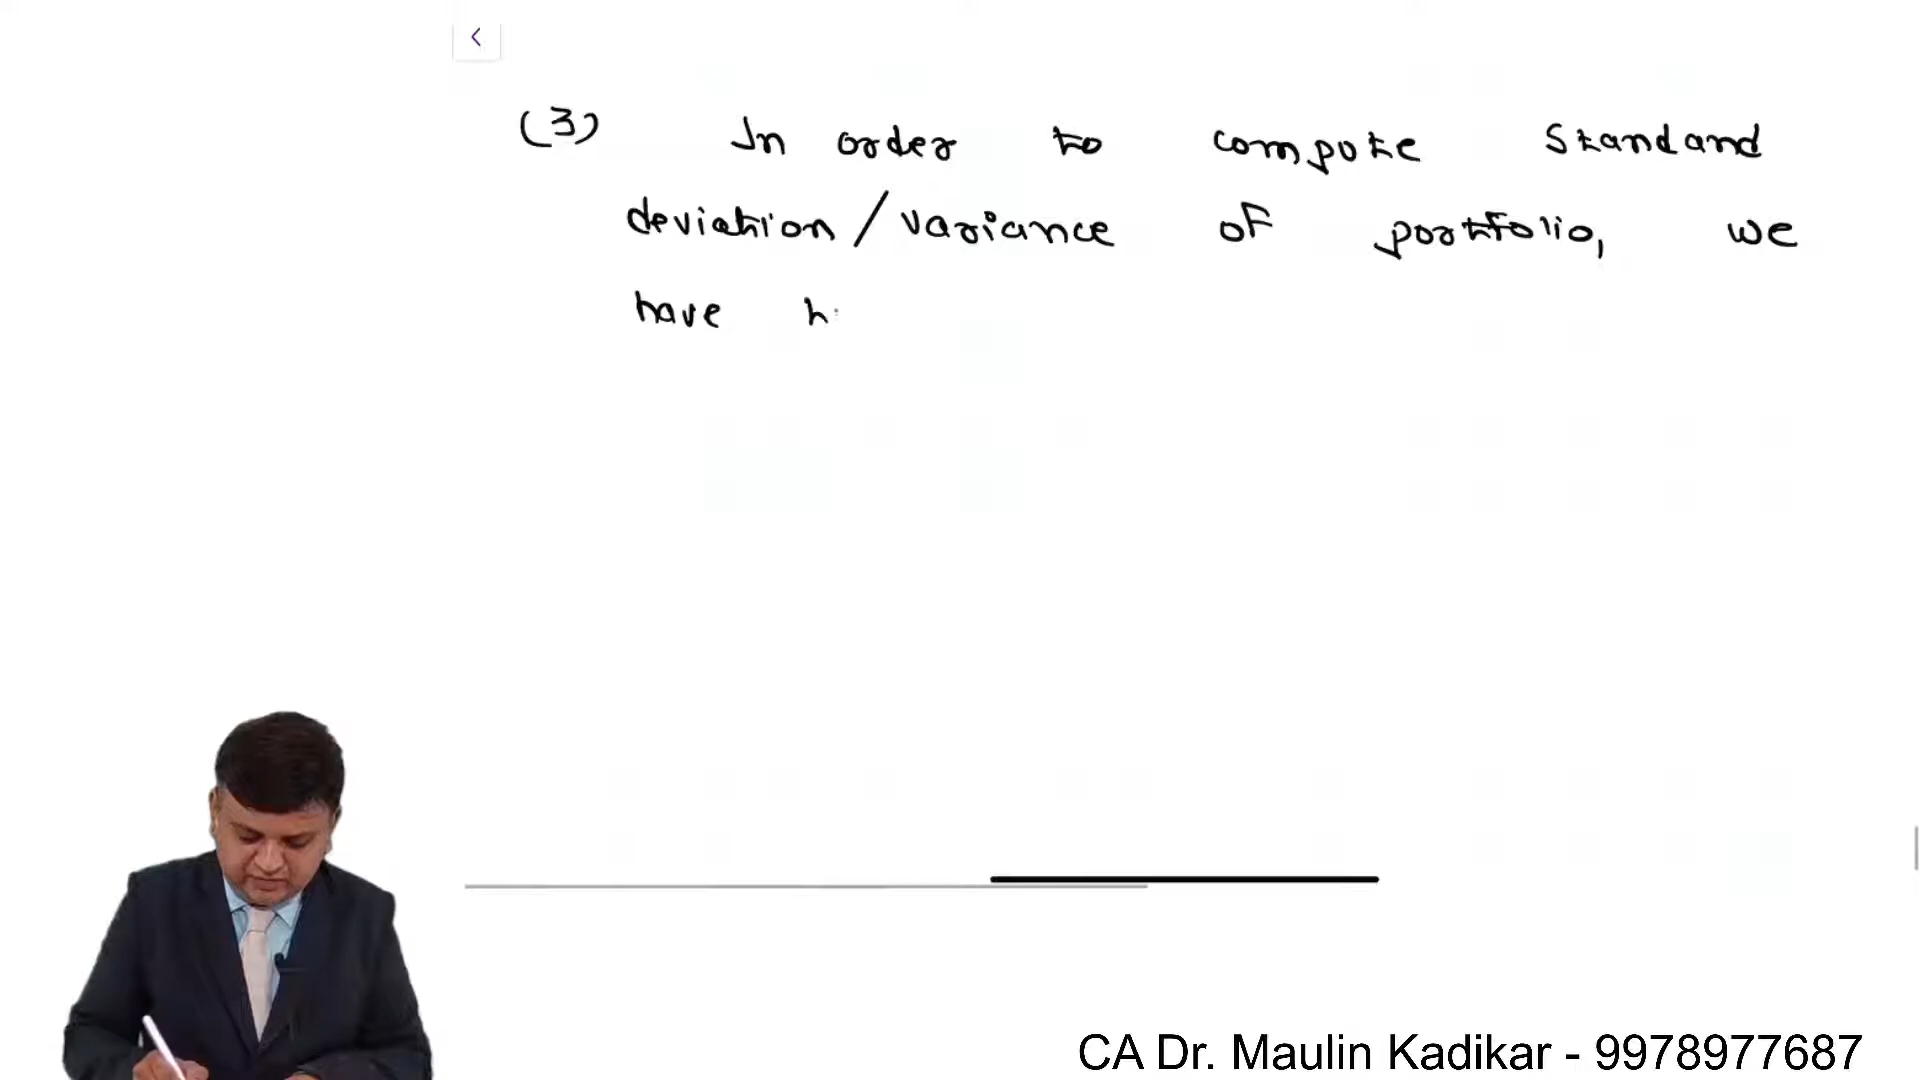 (3) In order to compute Standard
deviation/variance of portfolio, we
have h
CA Dr. Maulin Kadikar - 9978977687